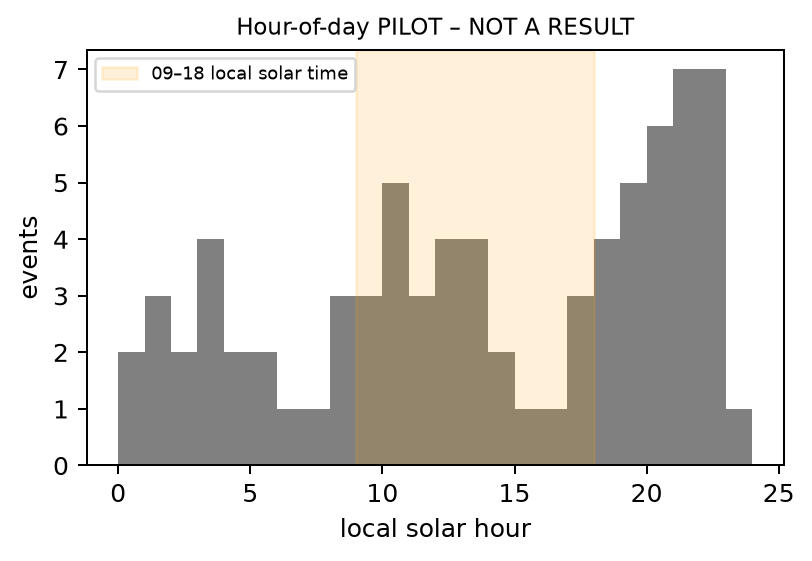 Hour-of-day PILOT – NOT A RESULT
09–18 local solar time
events
7
6
5
4
3
2
1
0
0 5 10 15 20 25
local solar hour